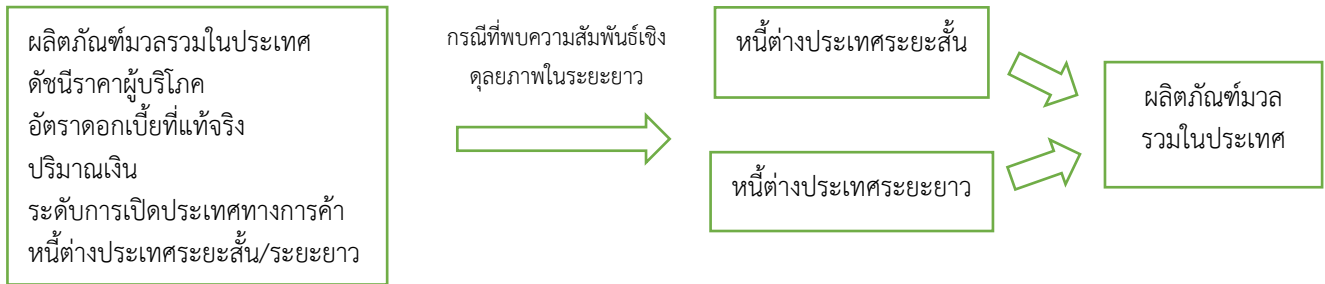 ผลิตภัณฑ์มวลรวมในประเทศ
ดัชนีราคาผู้บริโภค
อัตราดอกเบี้ยที่แท้จริง
ปริมาณเงิน
ระดับการเปิดประเทศทางการค้า
หนี้ต่างประเทศระยะสั้น/ระยะยาว
กรณีที่พบความสัมพันธ์เชิง
ดุลยภาพในระยะยาว
หนี้ต่างประเทศระยะสั้น
หนี้ต่างประเทศระยะยาว
ผลิตภัณฑ์มวล
รวมในประเทศ